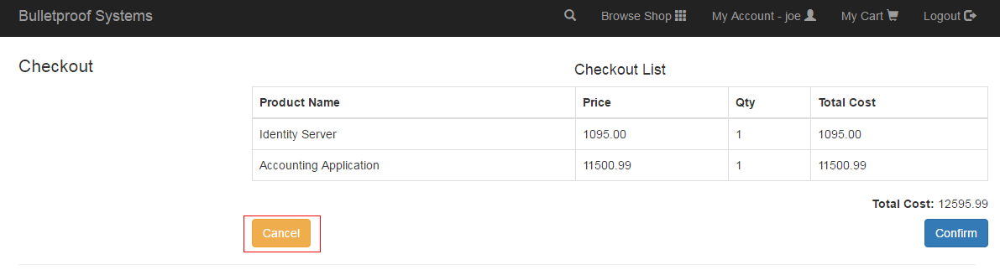 Bulletproof Systems Browse Shop My Account - joe My Cart Logout
Checkout
Checkout List
Product Name Price Qty Total Cost
Identity Server 1095.00 1 1095.00
Accounting Application 11500.99 1 11500.99
Total Cost: 12595.99
Cancel Confirm